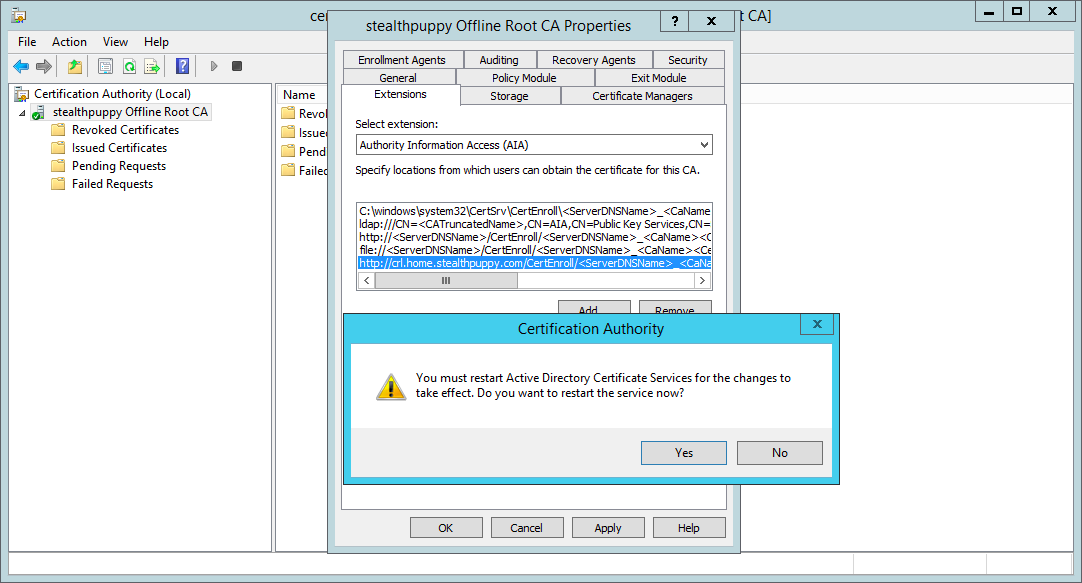 cer
stealthpuppy Offline Root CA Properties
?
X
t CA]
X
File Action View Help
Certification Authority (Local)
stealthpuppy Offline Root CA
Revoked Certificates
Issued Certificates
Pending Requests
Failed Requests
Name
Revol
Issue
Pend
Failed
Enrollment Agents Auditing Recovery Agents Security
General Policy Module Exit Module
Extensions Storage Certificate Managers
Select extension:
Authority Information Access (AIA)
Specify locations from which users can obtain the certificate for this CA.
C:\windows\system32\CertSrv\CertEnroll\<ServerDNSName>_<CaName
ldap:///CN=<CATruncatedName>,CN=AIA,CN=Public Key Services,CN=
http://<ServerDNSName>/CertEnroll/<ServerDNSName>_<CaName><C
file://<ServerDNSName>/CertEnroll/<ServerDNSName>_<CaName><Ce
http://crl.home.stealthpuppy.com/CertEnroll/<ServerDNSName>_<CaNa
Add... Remove
Certification Authority
X
You must restart Active Directory Certificate Services for the changes to
take effect. Do you want to restart the service now?
Yes No
OK Cancel Apply Help